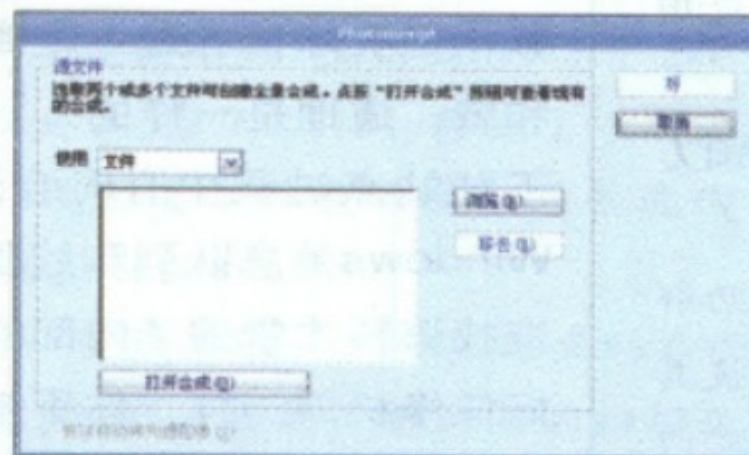 Photomerge
源文件
选取两个或多个文件可创建全景合成。点按“打开合成”按钮可查看现有
的合成。
好
取消
使用
文件
浏览(B)...
移去(R)
打开合成(O)...